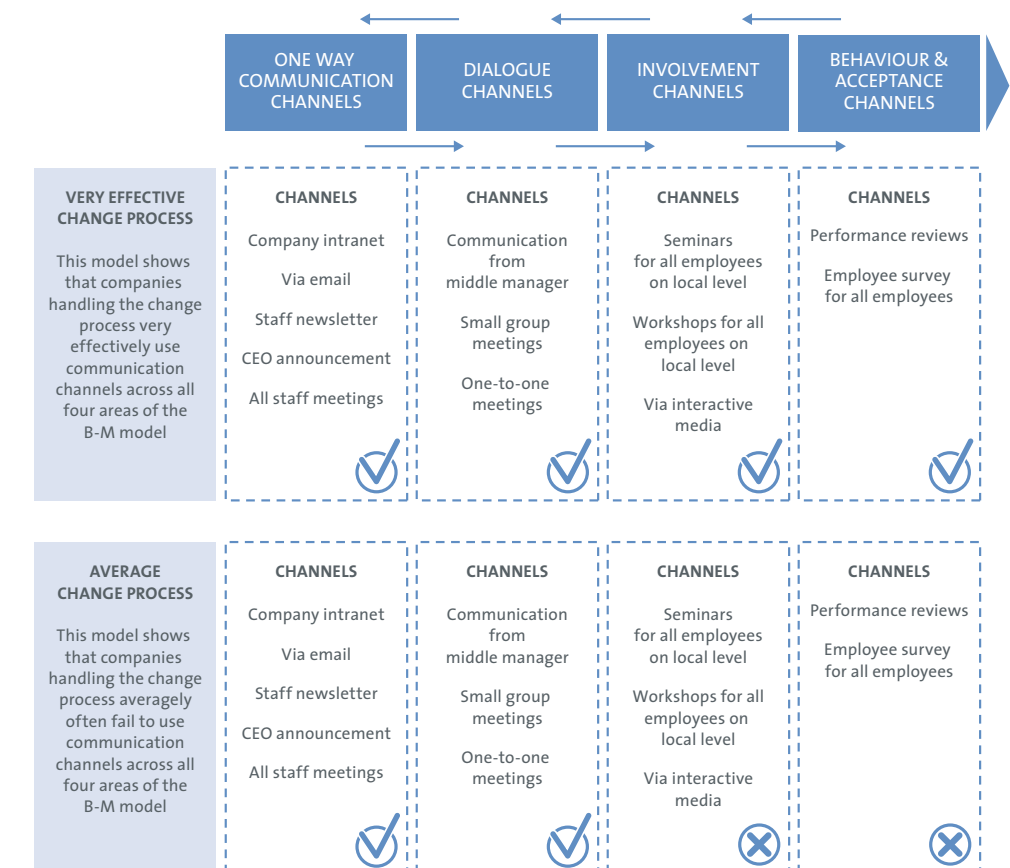 ONE WAY
COMMUNICATION
CHANNELS
DIALOGUE
CHANNELS
INVOLVEMENT
CHANNELS
BEHAVIOUR &
ACCEPTANCE
CHANNELS
VERY EFFECTIVE
CHANGE PROCESS
This model shows
that companies
handling the change
process very
effectively use
communication
channels across all
four areas of the
B-M model
CHANNELS
Company intranet
Via email
Staff newsletter
CEO announcement
All staff meetings
CHANNELS
Communication
from
middle manager
Small group
meetings
One-to-one
meetings
CHANNELS
Seminars
for all employees
on local level
Workshops for all
employees on
local level
Via interactive
media
CHANNELS
Performance reviews
Employee survey
for all employees
AVERAGE
CHANGE PROCESS
This model shows
that companies
handling the change
process averagely
often fail to use
communication
channels across all
four areas of the
B-M model
CHANNELS
Company intranet
Via email
Staff newsletter
CEO announcement
All staff meetings
CHANNELS
Communication
from
middle manager
Small group
meetings
One-to-one
meetings
CHANNELS
Seminars
for all employees
on local level
Workshops for all
employees on
local level
Via interactive
media
CHANNELS
Performance reviews
Employee survey
for all employees